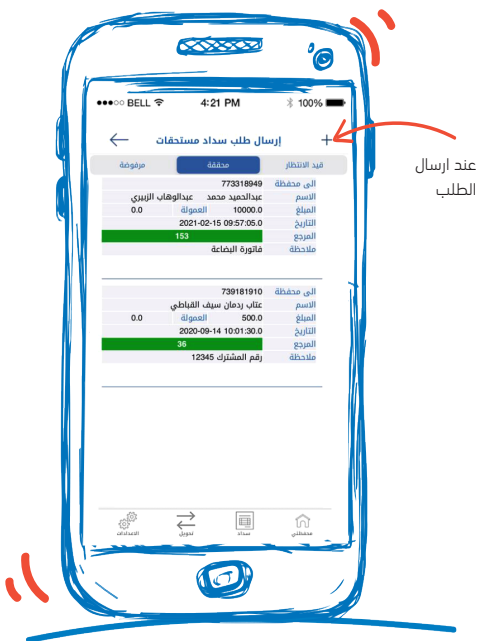 BELL 4:21 PM 100%
إرسال طلب سداد مستحقات +
عند ارسال
الطلب
قيد الانتظار محققة مرفوضة
الى محفظة 773318949
الاسم عبدالحميد محمد عبدالوهاب الزبيري
المبلغ 10000.0 العمولة 0.0
التاريخ 2021-02-15 09:57:05.0
المرجع 153
ملاحظة فاتورة البضاعة
الى محفظة 739181910
الاسم عتاب ردمان سيف القباطي
المبلغ 500.0 العمولة 0.0
التاريخ 2020-09-14 10:01:30.0
المرجع 36
ملاحظة رقم المشترك 12345
محفظتي سداد تحويل الاعدادات